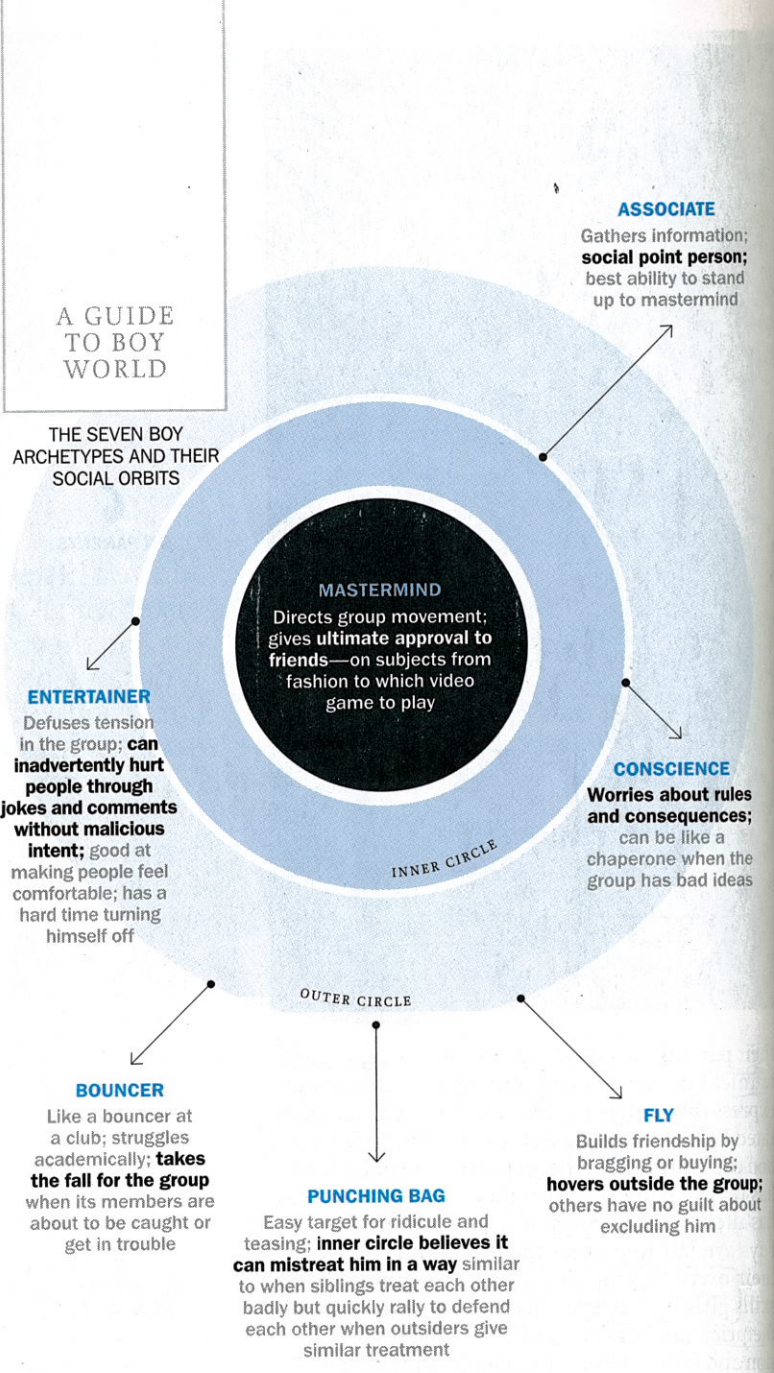 A GUIDE
TO BOY
WORLD
THE SEVEN BOY
ARCHETYPES AND THEIR
SOCIAL ORBITS
ASSOCIATE
Gathers information;
social point person;
best ability to stand
up to mastermind
MASTERMIND
Directs group movement;
gives ultimate approval to
friends—on subjects from
fashion to which video
game to play
ENTERTAINER
Defuses tension
in the group; can
inadvertently hurt
people through
jokes and comments
without malicious
intent; good at
making people feel
comfortable; has a
hard time turning
himself off
CONSCIENCE
Worries about rules
and consequences;
can be like a
chaperone when the
group has bad ideas
INNER CIRCLE
OUTER CIRCLE
BOUNCER
Like a bouncer at
a club; struggles
academically; takes
the fall for the group
when its members are
about to be caught or
get in trouble
PUNCHING BAG
Easy target for ridicule and
teasing; inner circle believes it
can mistreat him in a way similar
to when siblings treat each other
badly but quickly rally to defend
each other when outsiders give
similar treatment
FLY
Builds friendship by
bragging or buying;
hovers outside the group;
others have no guilt about
excluding him